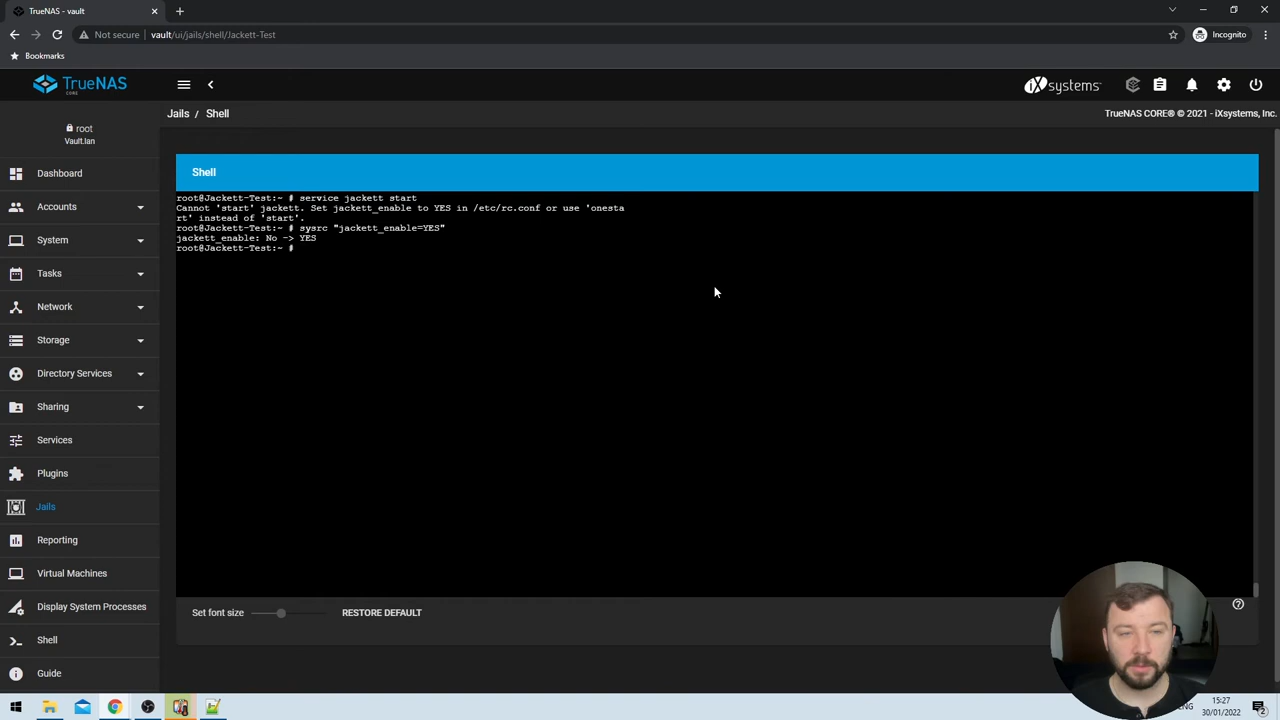 TrueNAS - vault
Not secure
vault/ui/jails/shell/Jackett-Test
Incognito
Bookmarks
TrueNAS
CORE
iXsystems
root
Vault.lan
Jails / Shell
TrueNAS CORE® © 2021 - iXsystems, Inc.
Dashboard
Accounts
System
Tasks
Network
Storage
Directory Services
Sharing
Services
Plugins
Jails
Reporting
Virtual Machines
Display System Processes
Shell
Guide
Shell
root@Jackett-Test:~ # service jackett start
Cannot 'start' jackett. Set jackett_enable to YES in /etc/rc.conf or use 'onesta
rt' instead of 'start'.
root@Jackett-Test:~ # sysrc "jackett_enable=YES"
jackett_enable: No -> YES
root@Jackett-Test:~ #
Set font size
RESTORE DEFAULT
ENG
15:27
30/01/2022
2